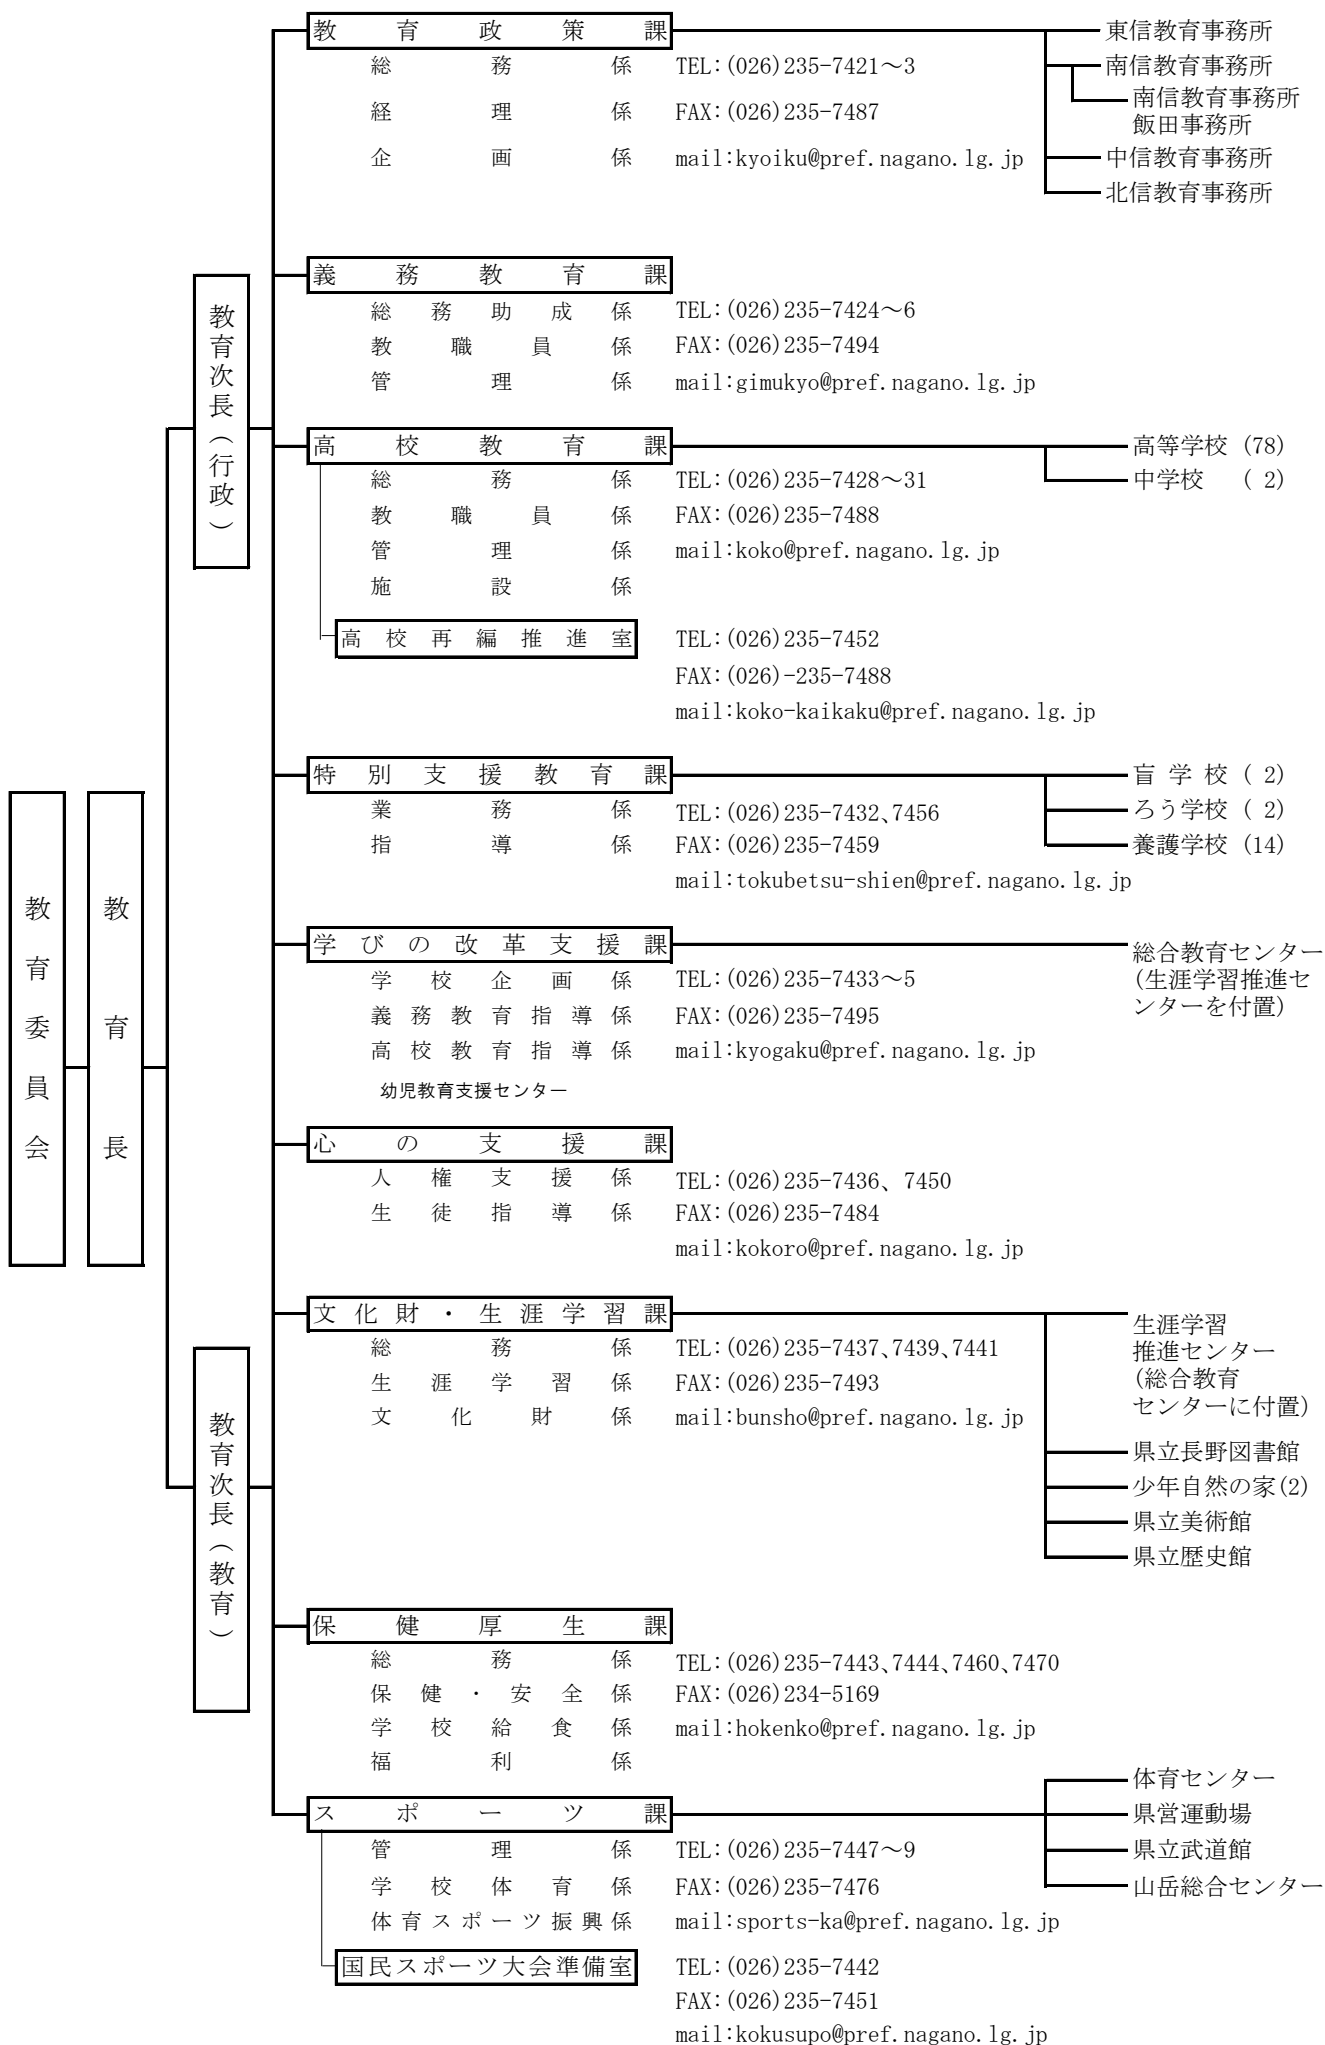 教育委員会
教育長
教育次長（行政）
教育次長（教育）
教育政策課
総務係 TEL:(026)235-7421～3
経理係 FAX:(026)235-7487
企画係 mail:kyoiku@pref.nagano.lg.jp
東信教育事務所
南信教育事務所
南信教育事務所
飯田事務所
中信教育事務所
北信教育事務所
義務教育課
総務助成係 TEL:(026)235-7424～6
教職員係 FAX:(026)235-7494
管理係 mail:gimukyo@pref.nagano.lg.jp
高校教育課
総務係 TEL:(026)235-7428～31
教職員係 FAX:(026)235-7488
管理係 mail:koko@pref.nagano.lg.jp
施設係
高等学校 (78)
中学校 ( 2)
高校再編推進室 TEL:(026)235-7452
FAX:(026)-235-7488
mail:koko-kaikaku@pref.nagano.lg.jp
特別支援教育課
業務係 TEL:(026)235-7432、7456
指導係 FAX:(026)235-7459
mail:tokubetsu-shien@pref.nagano.lg.jp
盲学校 ( 2)
ろう学校 ( 2)
養護学校 (14)
学びの改革支援課
学校企画係 TEL:(026)235-7433～5
義務教育指導係 FAX:(026)235-7495
高校教育指導係 mail:kyogaku@pref.nagano.lg.jp
幼児教育支援センター
総合教育センター
(生涯学習推進セ
ンターを付置)
心の支援課
人権支援係 TEL:(026)235-7436、7450
生徒指導係 FAX:(026)235-7484
mail:kokoro@pref.nagano.lg.jp
文化財・生涯学習課
総務係 TEL:(026)235-7437、7439、7441
生涯学習係 FAX:(026)235-7493
文化財係 mail:bunsho@pref.nagano.lg.jp
生涯学習
推進センター
(総合教育
センターに付置)
県立長野図書館
少年自然の家(2)
県立美術館
県立歴史館
保健厚生課
総務係 TEL:(026)235-7443、7444、7460、7470
保健・安全係 FAX:(026)234-5169
学校給食係 mail:hokenko@pref.nagano.lg.jp
福利係
スポーツ課
管理係 TEL:(026)235-7447～9
学校体育係 FAX:(026)235-7476
体育スポーツ振興係 mail:sports-ka@pref.nagano.lg.jp
体育センター
県営運動場
県立武道館
山岳総合センター
国民スポーツ大会準備室 TEL:(026)235-7442
FAX:(026)235-7451
mail:kokusupo@pref.nagano.lg.jp